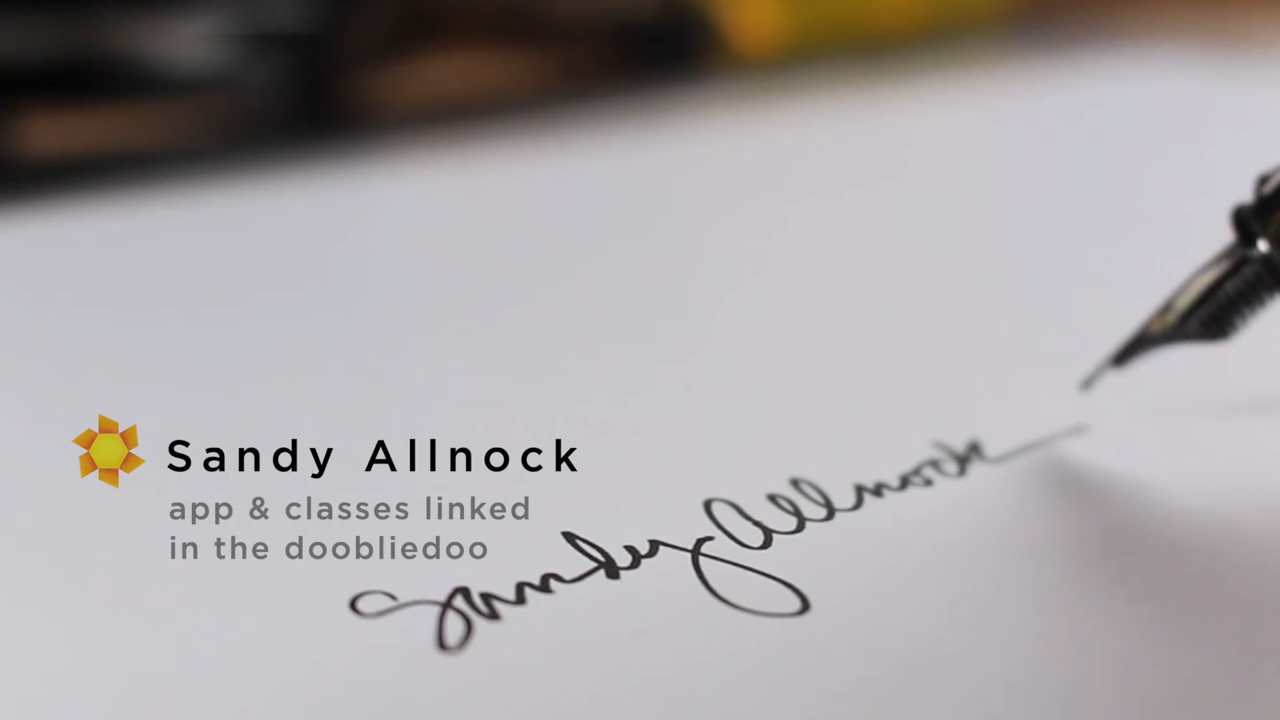 Sandy Allnock
app & classes linked
in the doobliedoo
Sandy Allnock